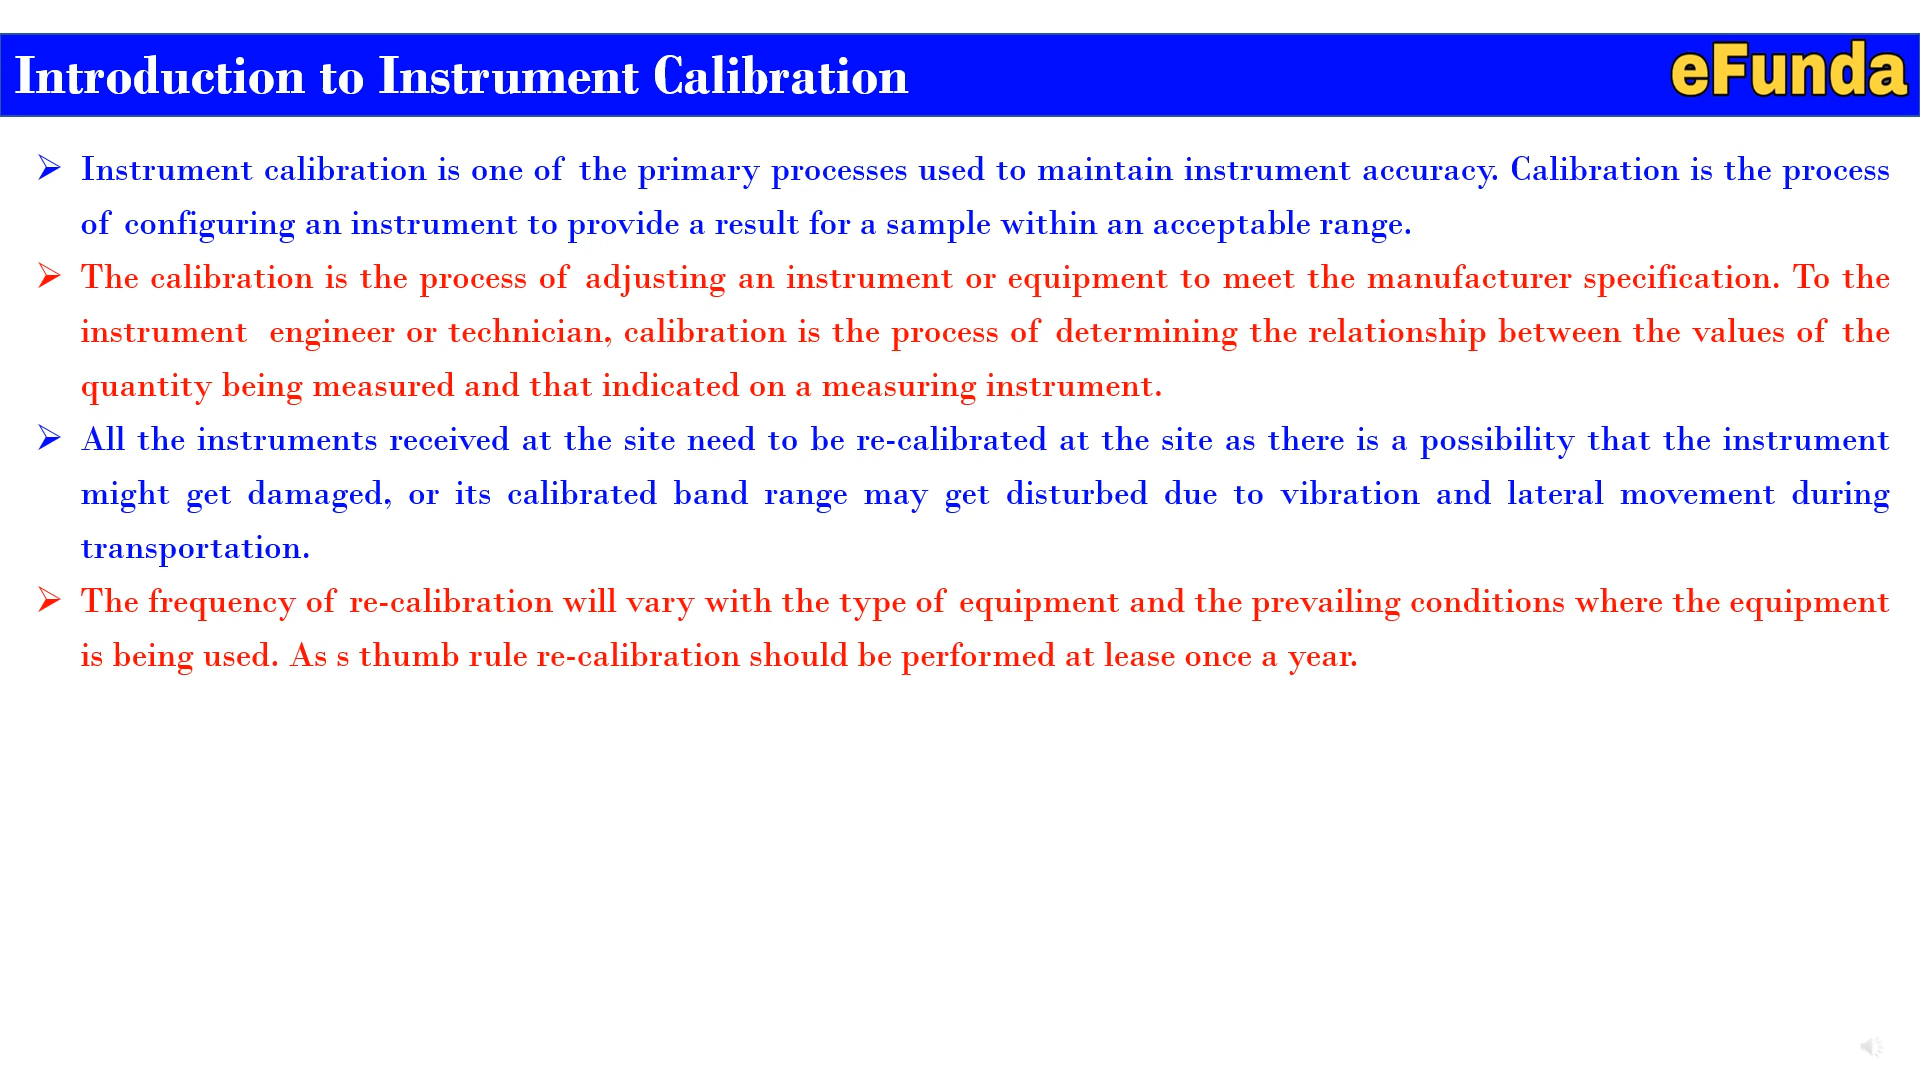 Introduction to Instrument Calibration
eFunda
➢ Instrument calibration is one of the primary processes used to maintain instrument accuracy. Calibration is the process
of configuring an instrument to provide a result for a sample within an acceptable range.
➢ The calibration is the process of adjusting an instrument or equipment to meet the manufacturer specification. To the
instrument engineer or technician, calibration is the process of determining the relationship between the values of the
quantity being measured and that indicated on a measuring instrument.
➢ All the instruments received at the site need to be re-calibrated at the site as there is a possibility that the instrument
might get damaged, or its calibrated band range may get disturbed due to vibration and lateral movement during
transportation.
➢ The frequency of re-calibration will vary with the type of equipment and the prevailing conditions where the equipment
is being used. As s thumb rule re-calibration should be performed at lease once a year.